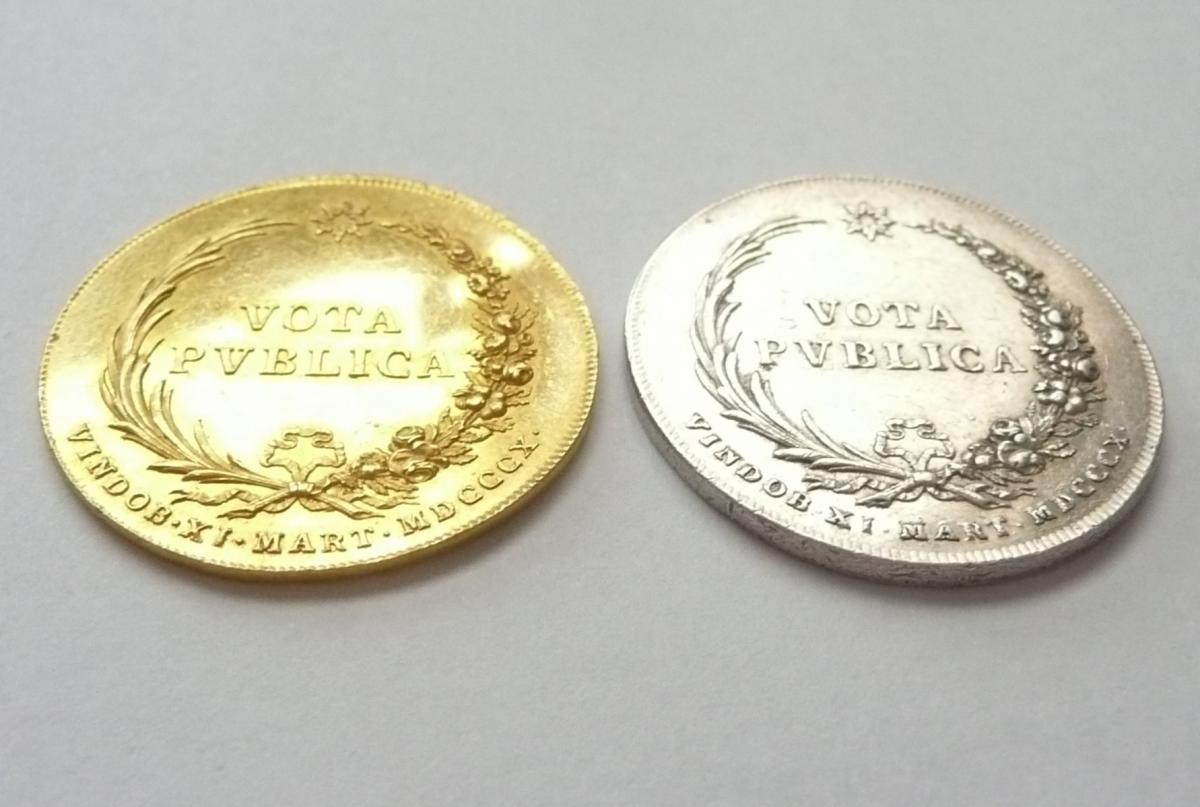 VOTA
PVBLICA
VINDOB·XI·MART·MDCCCX·
VOTA
PVBLICA
VINDOB·XI·MART·MDCCCX